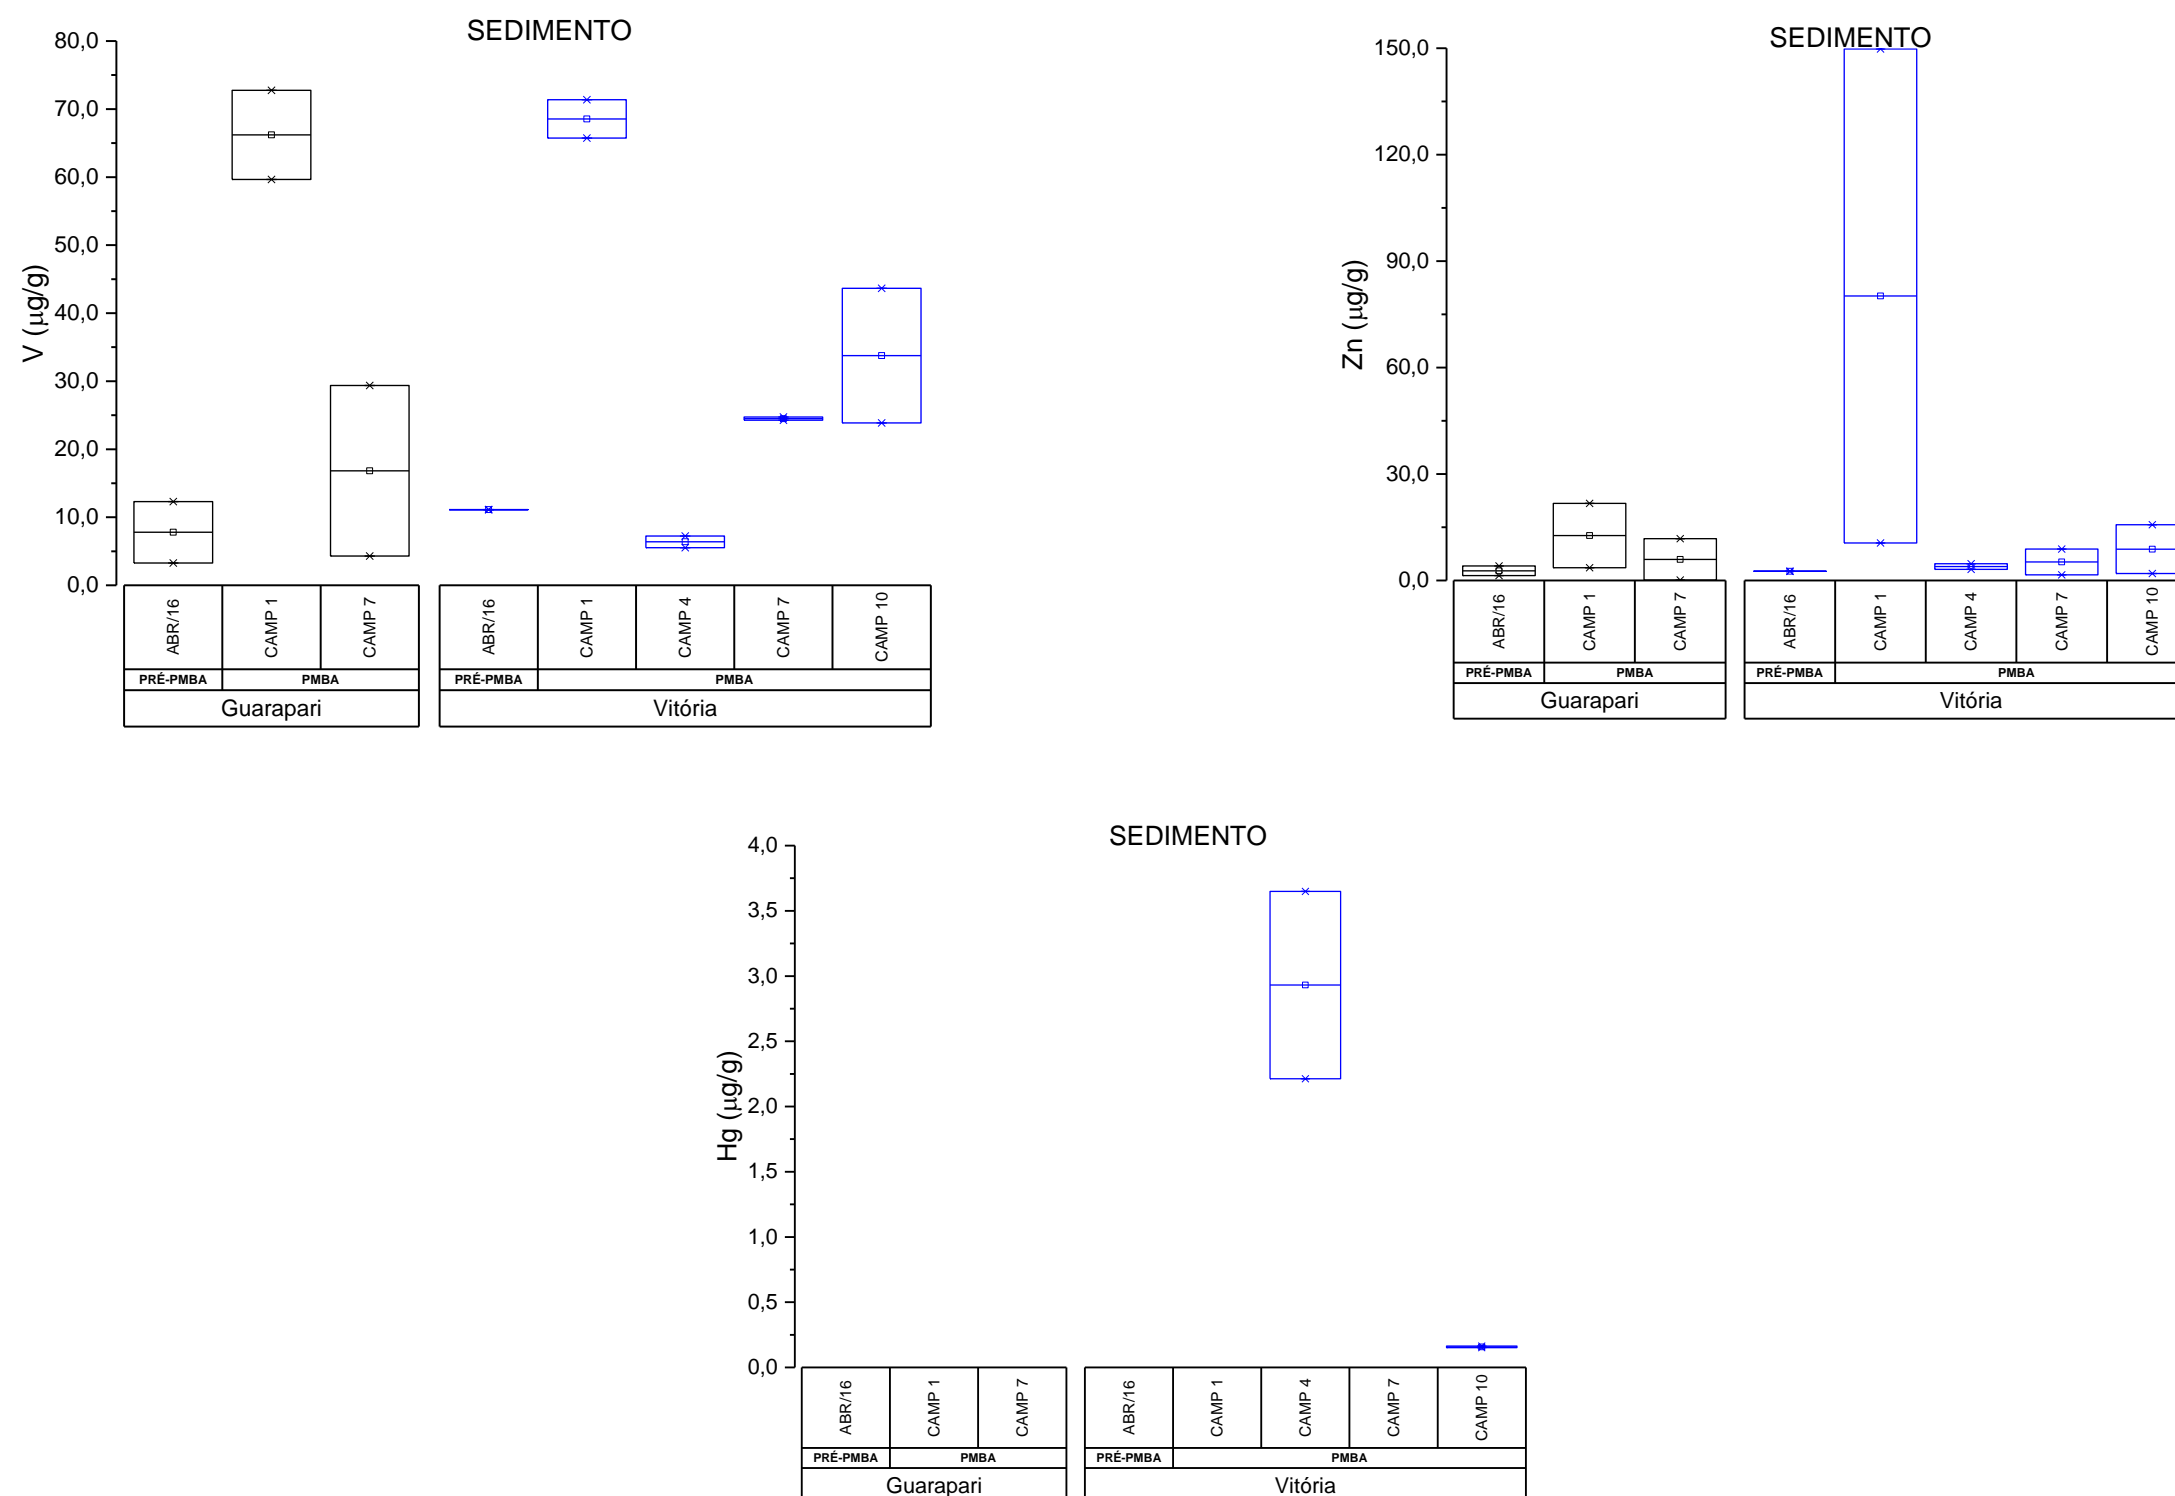 SEDIMENTO
80,0
70,0
60,0
50,0
40,0
30,0
20,0
10,0
0,0
V (µg/g)
ABR/16
CAMP 1
CAMP 7
ABR/16
CAMP 1
CAMP 4
CAMP 7
CAMP 10
PRÉ-PMBA
PMBA
PRÉ-PMBA
PMBA
Guarapari
Vitória
SEDIMENTO
150,0
120,0
90,0
60,0
30,0
0,0
Zn (µg/g)
ABR/16
CAMP 1
CAMP 7
ABR/16
CAMP 1
CAMP 4
CAMP 7
CAMP 10
PRÉ-PMBA
PMBA
PRÉ-PMBA
PMBA
Guarapari
Vitória
SEDIMENTO
4,0
3,5
3,0
2,5
2,0
1,5
1,0
0,5
0,0
Hg (µg/g)
ABR/16
CAMP 1
CAMP 7
ABR/16
CAMP 1
CAMP 4
CAMP 7
CAMP 10
PRÉ-PMBA
PMBA
PRÉ-PMBA
PMBA
Guarapari
Vitória